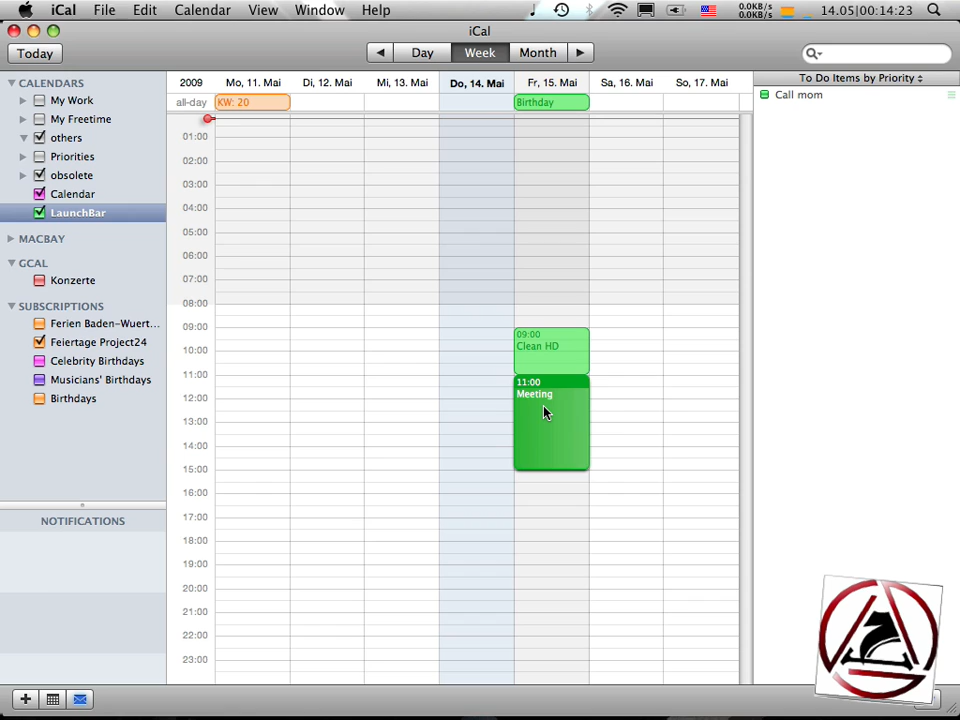 iCal File Edit Calendar View Window Help 0.0KB/s 0.0KB/s 14.05|00:14:23
iCal
Today Day Week Month
CALENDARS
My Work
My Freetime
others
Priorities
obsolete
Calendar
LaunchBar
MACBAY
GCAL
Konzerte
SUBSCRIPTIONS
Ferien Baden-Wuert...
Feiertage Project24
Celebrity Birthdays
Musicians' Birthdays
Birthdays
NOTIFICATIONS
2009 Mo, 11. Mai Di, 12. Mai Mi, 13. Mai Do, 14. Mai Fr, 15. Mai Sa, 16. Mai So, 17. Mai
all-day KW: 20 Birthday
01:00
02:00
03:00
04:00
05:00
06:00
07:00
08:00
09:00
10:00
11:00
12:00
13:00
14:00
15:00
16:00
17:00
18:00
19:00
20:00
21:00
22:00
23:00
09:00
Clean HD
11:00
Meeting
To Do Items by Priority
Call mom